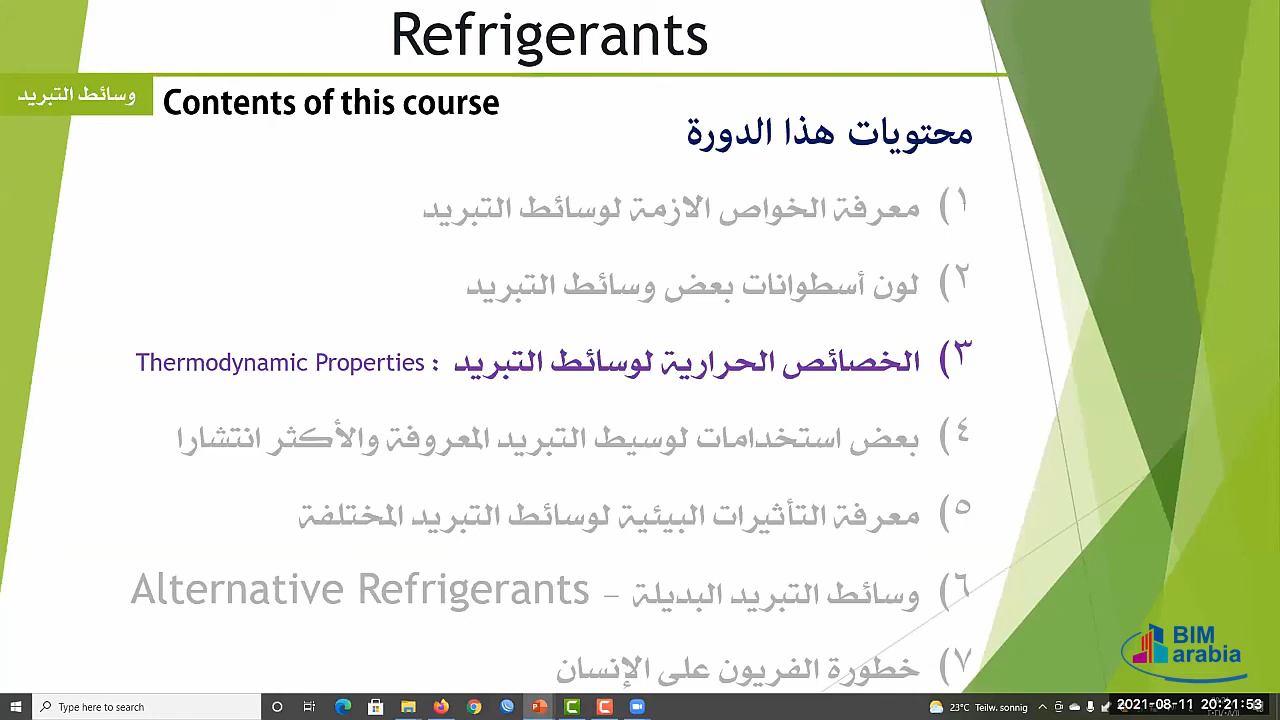 Refrigerants
وسائط التبريد
Contents of this course
محتويات هذا الدورة
١) معرفة الخواص الازمة لوسائط التبريد
٢) لون أسطوانات بعض وسائط التبريد
٣) الخصائص الحرارية لوسائط التبريد : Thermodynamic Properties
٤) بعض استخدامات لوسيط التبريد المعروفة والأكثر انتشارا
٥) معرفة التأثيرات البيئية لوسائط التبريد المختلفة
٦) وسائط التبريد البديلة – Alternative Refrigerants
٧) خطورة الفريون على الإنسان
BIM
arabia
Type here to search
23°C Teilw. sonnig
2021-08-11 20:21:53